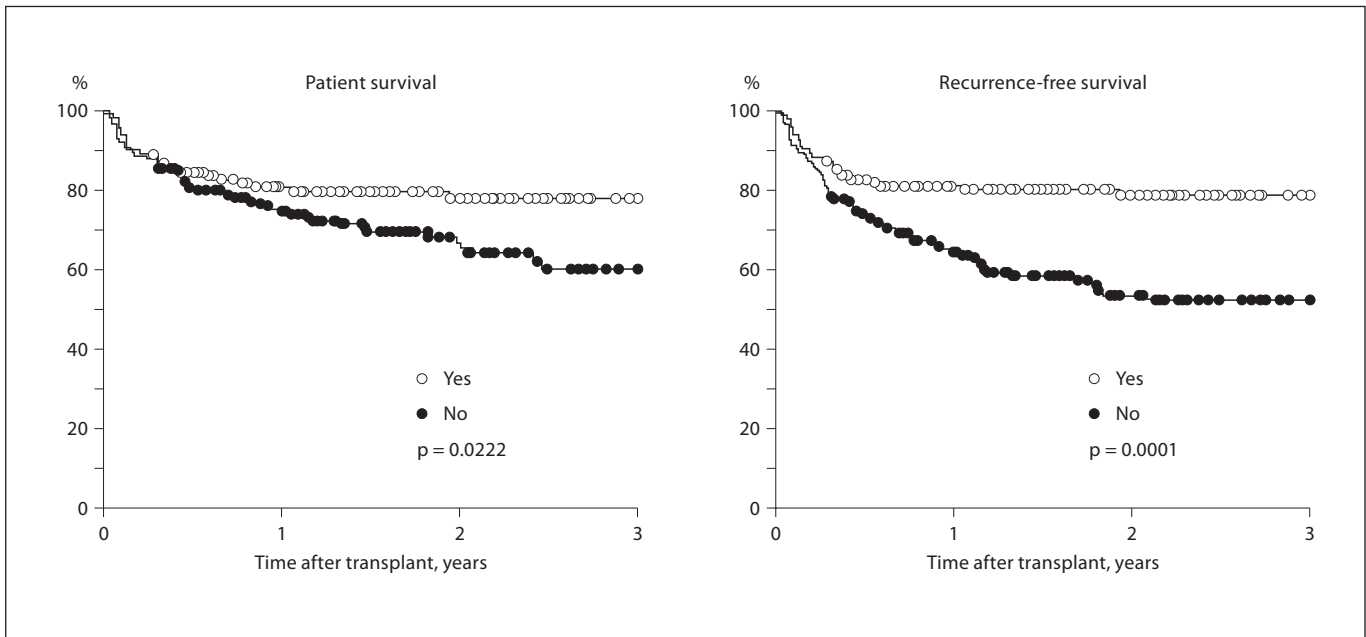 Patient survival
%
100
80
60
40
20
0
0 1 2 3
Time after transplant, years
Yes
No
p = 0.0222
Recurrence-free survival
%
100
80
60
40
20
0
0 1 2 3
Time after transplant, years
Yes
No
p = 0.0001